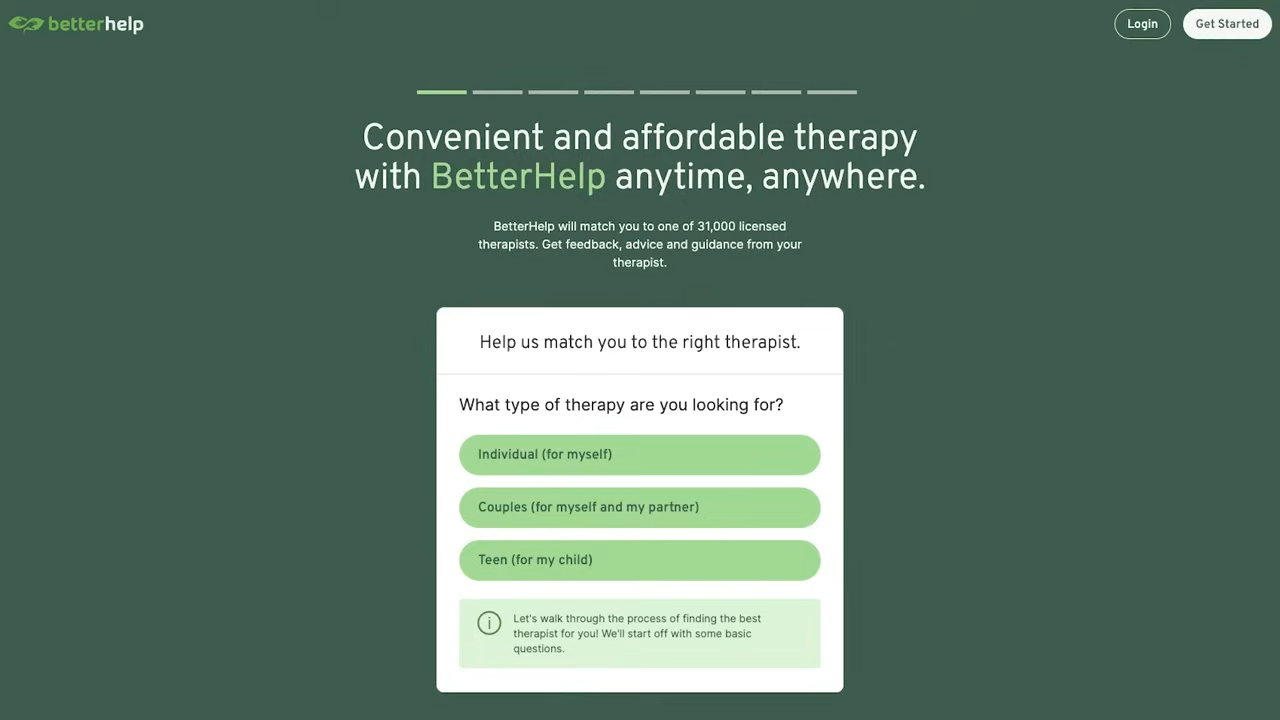 betterhelp
Login
Get Started
Convenient and affordable therapy
with BetterHelp anytime, anywhere.
BetterHelp will match you to one of 31,000 licensed
therapists. Get feedback, advice and guidance from your
therapist.
Help us match you to the right therapist.
What type of therapy are you looking for?
Individual (for myself)
Couples (for myself and my partner)
Teen (for my child)
Let's walk through the process of finding the best
therapist for you! We'll start off with some basic
questions.